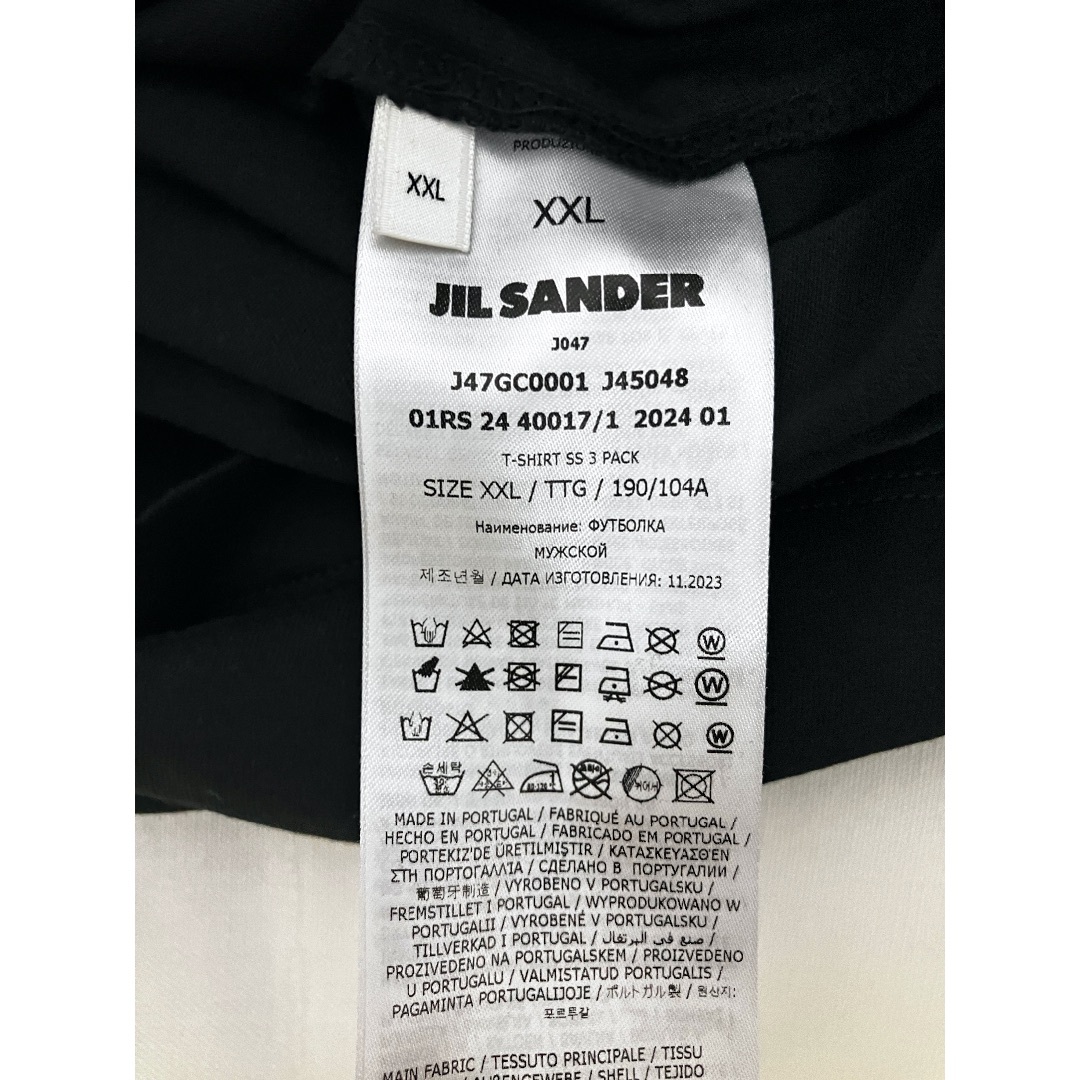 XXL
XXL
JIL SANDER
J047
J47GC0001 J45048
01RS 24 40017/1 2024 01
T-SHIRT SS 3 PACK
SIZE XXL / TTG / 190/104A
Наименование: ФУТБОЛКА
МУЖСКОЙ
제조년월 / ДАТА ИЗГОТОВЛЕНИЯ: 11.2023
W
W
W
손세탁
MADE IN PORTUGAL / FABRIQUÉ AU PORTUGAL /
HECHO EN PORTUGAL / FABRICADO EM PORTUGAL /
PORTEKIZ'DE ÜRETILMIŞTIR / ΚΑΤΑΣΚΕΥΑΣΘΕΝ
ΣΤΗ ΠΟΡΤΟΓΑΛΛΊΑ / СДЕЛАНО В ПОРТУГАЛИИ /
葡萄牙制造 / VYROBENO V PORTUGALSKU /
FREMSTILLET I PORTUGAL / WYPRODUKOWANO W
PORTUGALII / VYROBENÉ V PORTUGALSKU /
TILLVERKAD I PORTUGAL / صنع في البرتغال /
PROZIVEDENO NA PORTUGALSKEM / PROIZVEDENO
U PORTUGALU / VALMISTATUD PORTUGALIS /
PAGAMINTA PORTUGALIJOJE / ポルトガル製 / 원산지:
포르투갈
MAIN FABRIC / TESSUTO PRINCIPALE / TISSU
/ SHELL / TEJIDO